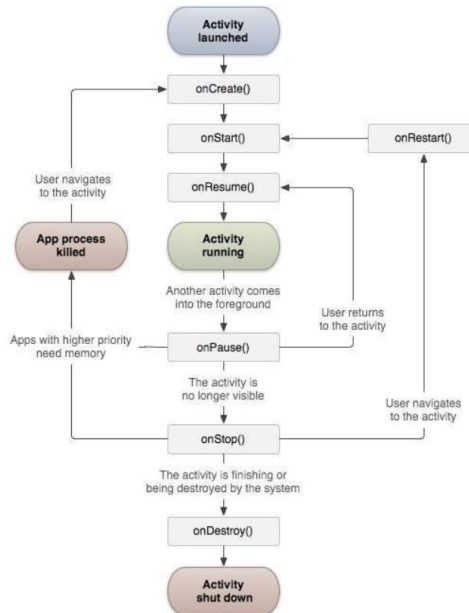 Activity
launched
onCreate()
onStart()
onRestart()
User navigates
to the activity
onResume()
App process
killed
Activity
running
Another activity comes
into the foreground
User returns
to the activity
Apps with higher priority
need memory
onPause()
The activity is
no longer visible
User navigates
to the activity
onStop()
The activity is finishing or
being destroyed by the system
onDestroy()
Activity
shut down